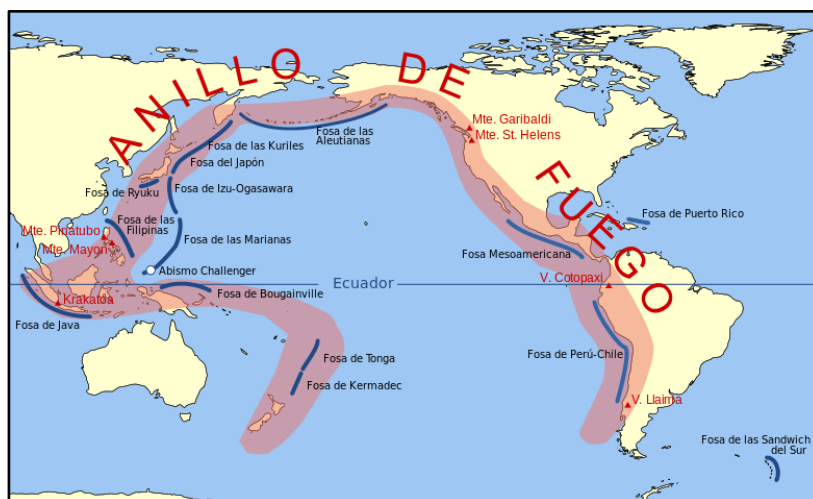 ANILLO DE FUEGO
Mte. Garibaldi
Mte. St. Helens
Fosa de las
Aleutianas
Fosa de las Kuriles
Fosa del Japón
Fosa de Izu-Ogasawara
Fosa de
Ryuku
Fosa de las
Filipinas
Mte. Pinatubo
Mte. Mayon
Fosa de las Marianas
Abismo Challenger
Fosa de Puerto Rico
Fosa Mesoamericana
V. Cotopaxi
Ecuador
Krakatoa
Fosa de Bougainville
Fosa de Java
Fosa de Tonga
Fosa de Kermadec
Fosa de Perú-Chile
V. Llaima
Fosa de las Sandwich
del Sur